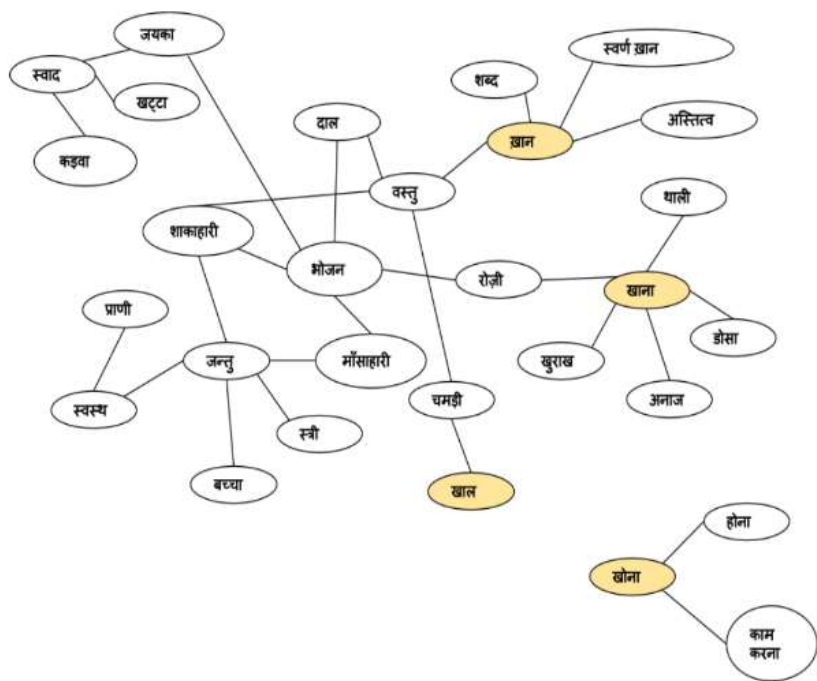 जयका
स्वाद
खट्टा
कड़वा
स्वर्ण ख़ान
शब्द
अस्तित्व
ख़ान
दाल
वस्तु
थाली
शाकाहारी
भोजन
रोज़ी
खाना
प्राणी
डोसा
जन्तु
माँसाहारी
खुराख
स्वस्थ
चमड़ी
अनाज
स्त्री
बच्चा
खाल
होना
खोना
काम
करना